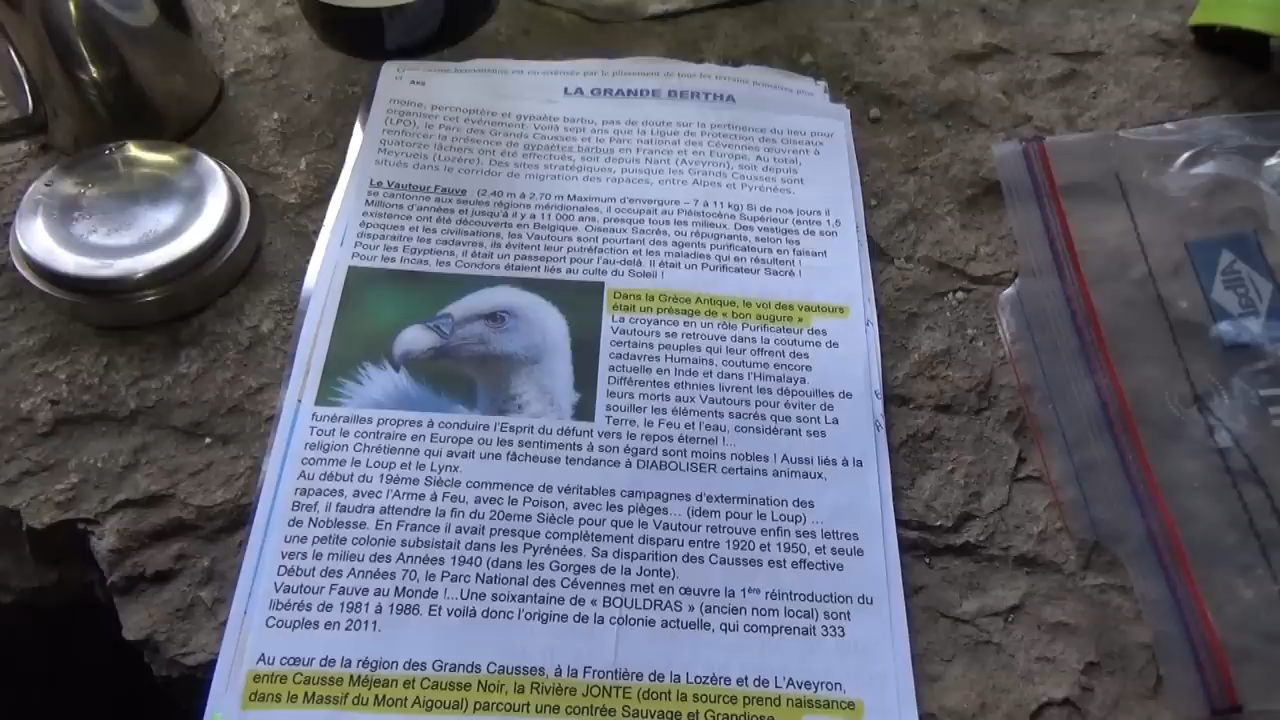 est caractérisée par le plissement de tous les terrains primaires plus
LA GRANDE BERTHA
moine, percnoptère et gypaète barbu, pas de doute sur la pertinence du lieu pour
organiser cet événement. Voilà sept ans que la Ligue de Protection des Oiseaux
(LPO), le Parc des Grands Causses et le Parc national des Cévennes œuvrent à
renforcer la présence de gypaètes barbus en France et en Europe. Au total,
quatorze lâchers ont été effectués, soit depuis Nant (Aveyron), soit depuis
Meyrueis (Lozère). Des sites stratégiques, puisque les Grands Causses sont
situés dans le corridor de migration des rapaces, entre Alpes et Pyrénées.
Le Vautour Fauve : (2,40 m à 2,70 m Maximum d'envergure – 7 à 11 kg) Si de nos jours il
se cantonne aux seules régions méridionales, il occupait au Pléistocène Supérieur (entre 1,6
Millions d'années et jusqu'à il y a 11 000 ans, presque tous les milieux. Des vestiges de son
existence ont été découverts en Belgique. Oiseaux Sacrés, ou répugnants, selon les
époques et les civilisations, les Vautours sont pourtant des agents purificateurs en faisant
disparaitre les cadavres, ils évitent leur putréfaction et les maladies qui en résultent !
Pour les Egyptiens, il était un passeport pour l'au-delà. Il était un Purificateur Sacré !
Pour les Incas, les Condors étaient liés au culte du Soleil !
Dans la Grèce Antique, le vol des vautours
était un présage de « bon augure »
La croyance en un rôle Purificateur des
Vautours se retrouve dans la coutume de
certains peuples qui leur offrent des
cadavres Humains, coutume encore
actuelle en Inde et dans l'Himalaya.
Différentes ethnies livrent les dépouilles de
leurs morts aux Vautours pour éviter de
souiller les éléments sacrés que sont La
Terre, le Feu et l'eau, considérant ses
funérailles propres à conduire l'Esprit du défunt vers le repos éternel !...
Tout le contraire en Europe ou les sentiments à son égard sont moins nobles ! Aussi liés à la
religion Chrétienne qui avait une fâcheuse tendance à DIABOLISER certains animaux,
comme le Loup et le Lynx.
Au début du 19ème Siècle commence de véritables campagnes d'extermination des
rapaces, avec l'Arme à Feu, avec le Poison, avec les pièges... (idem pour le Loup) ...
Bref, il faudra attendre la fin du 20eme Siècle pour que le Vautour retrouve enfin ses lettres
de Noblesse. En France il avait presque complètement disparu entre 1920 et 1950, et seule
une petite colonie subsistait dans les Pyrénées. Sa disparition des Causses est effective
vers le milieu des Années 1940 (dans les Gorges de la Jonte).
Début des Années 70, le Parc National des Cévennes met en œuvre la 1ère réintroduction du
Vautour Fauve au Monde !...Une soixantaine de « BOULDRAS » (ancien nom local) sont
libérés de 1981 à 1986. Et voilà donc l'origine de la colonie actuelle, qui comprenait 333
Couples en 2011.
Au cœur de la région des Grands Causses, à la Frontière de la Lozère et de L'Aveyron,
entre Causse Méjean et Causse Noir, la Rivière JONTE (dont la source prend naissance
dans le Massif du Mont Aigoual) parcourt une contrée Sauvage et Grandiose